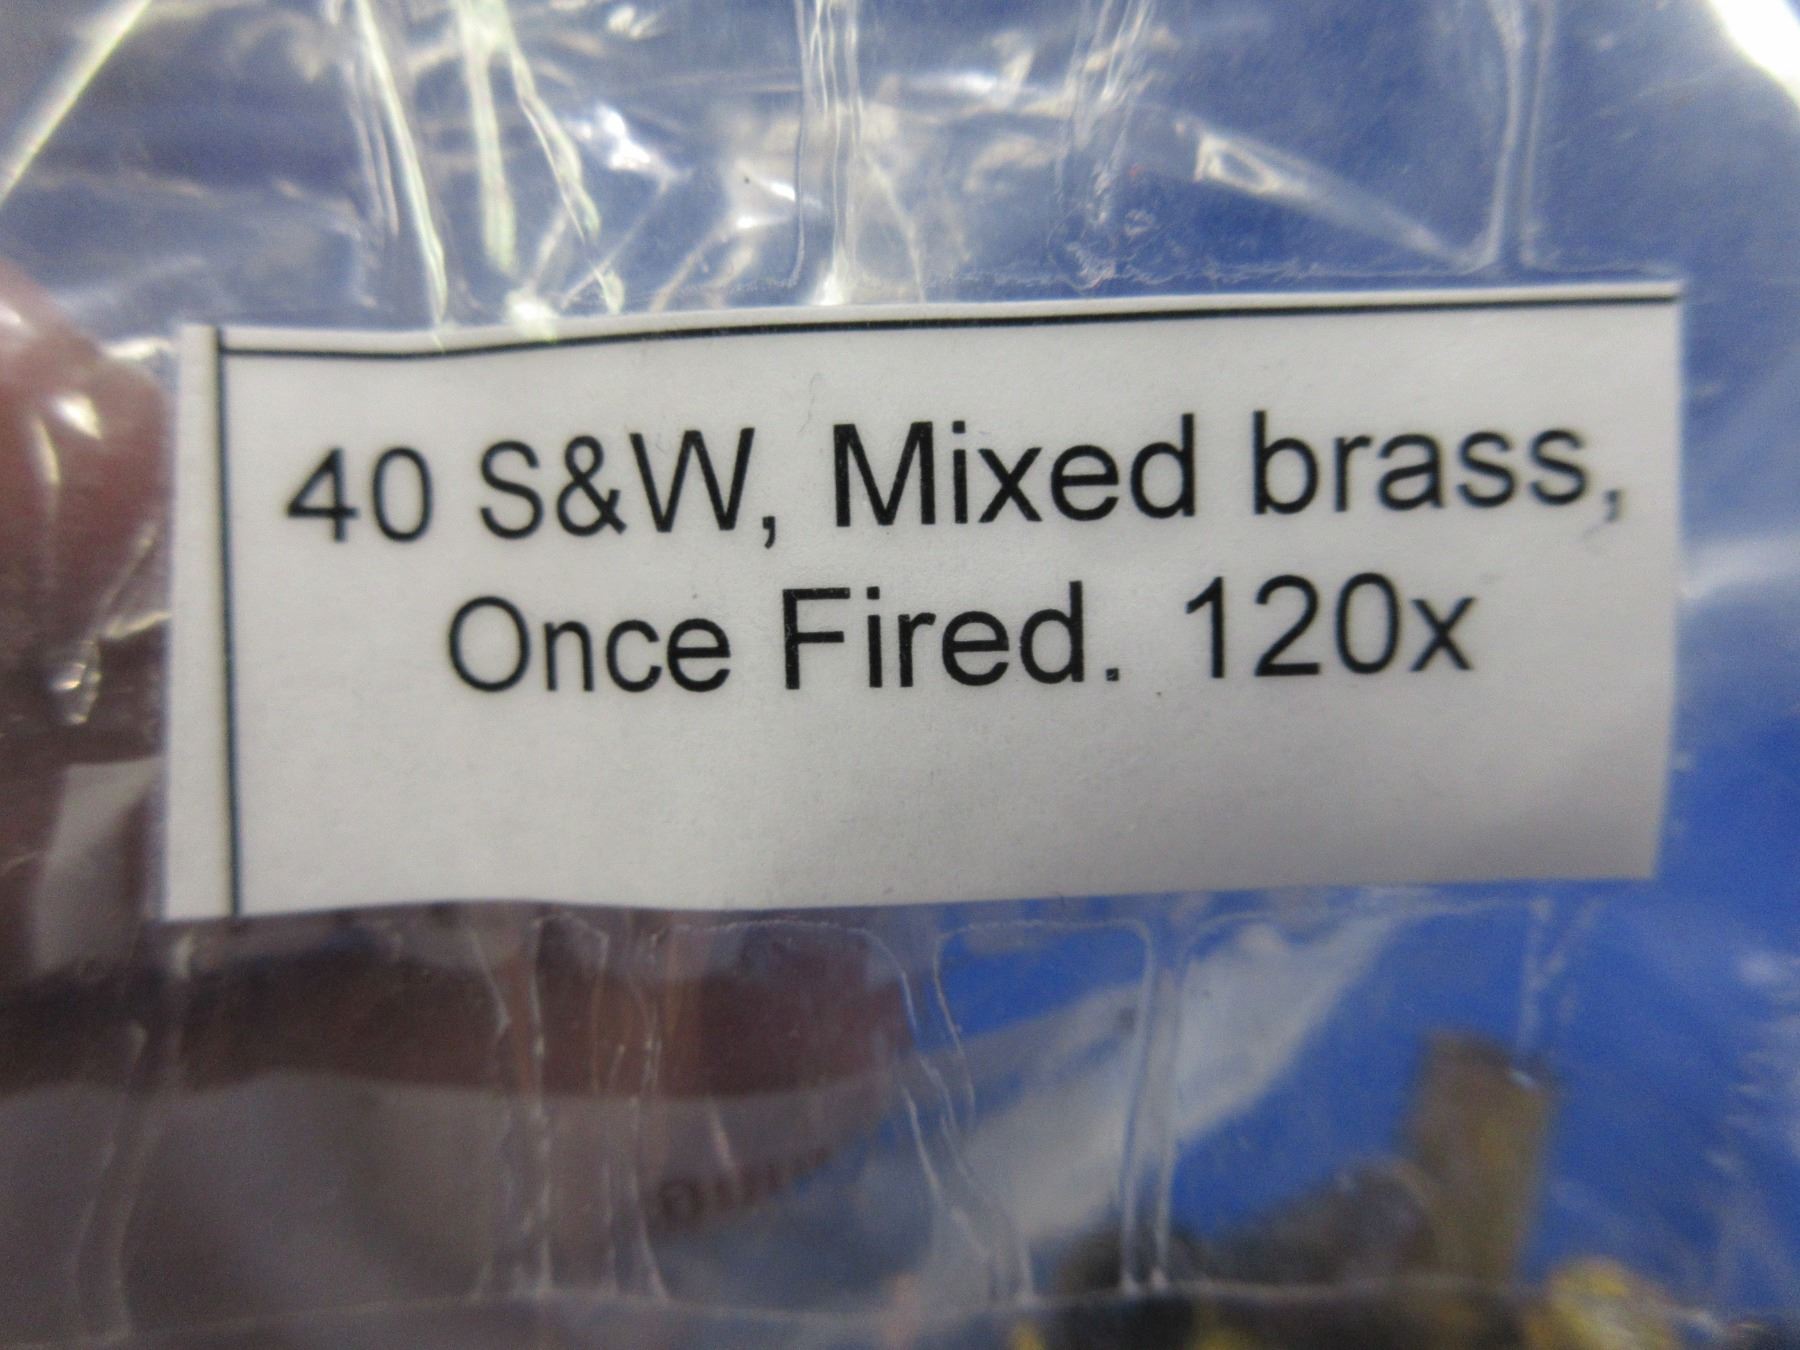 40 S&W, Mixed brass,
Once Fired. 120x